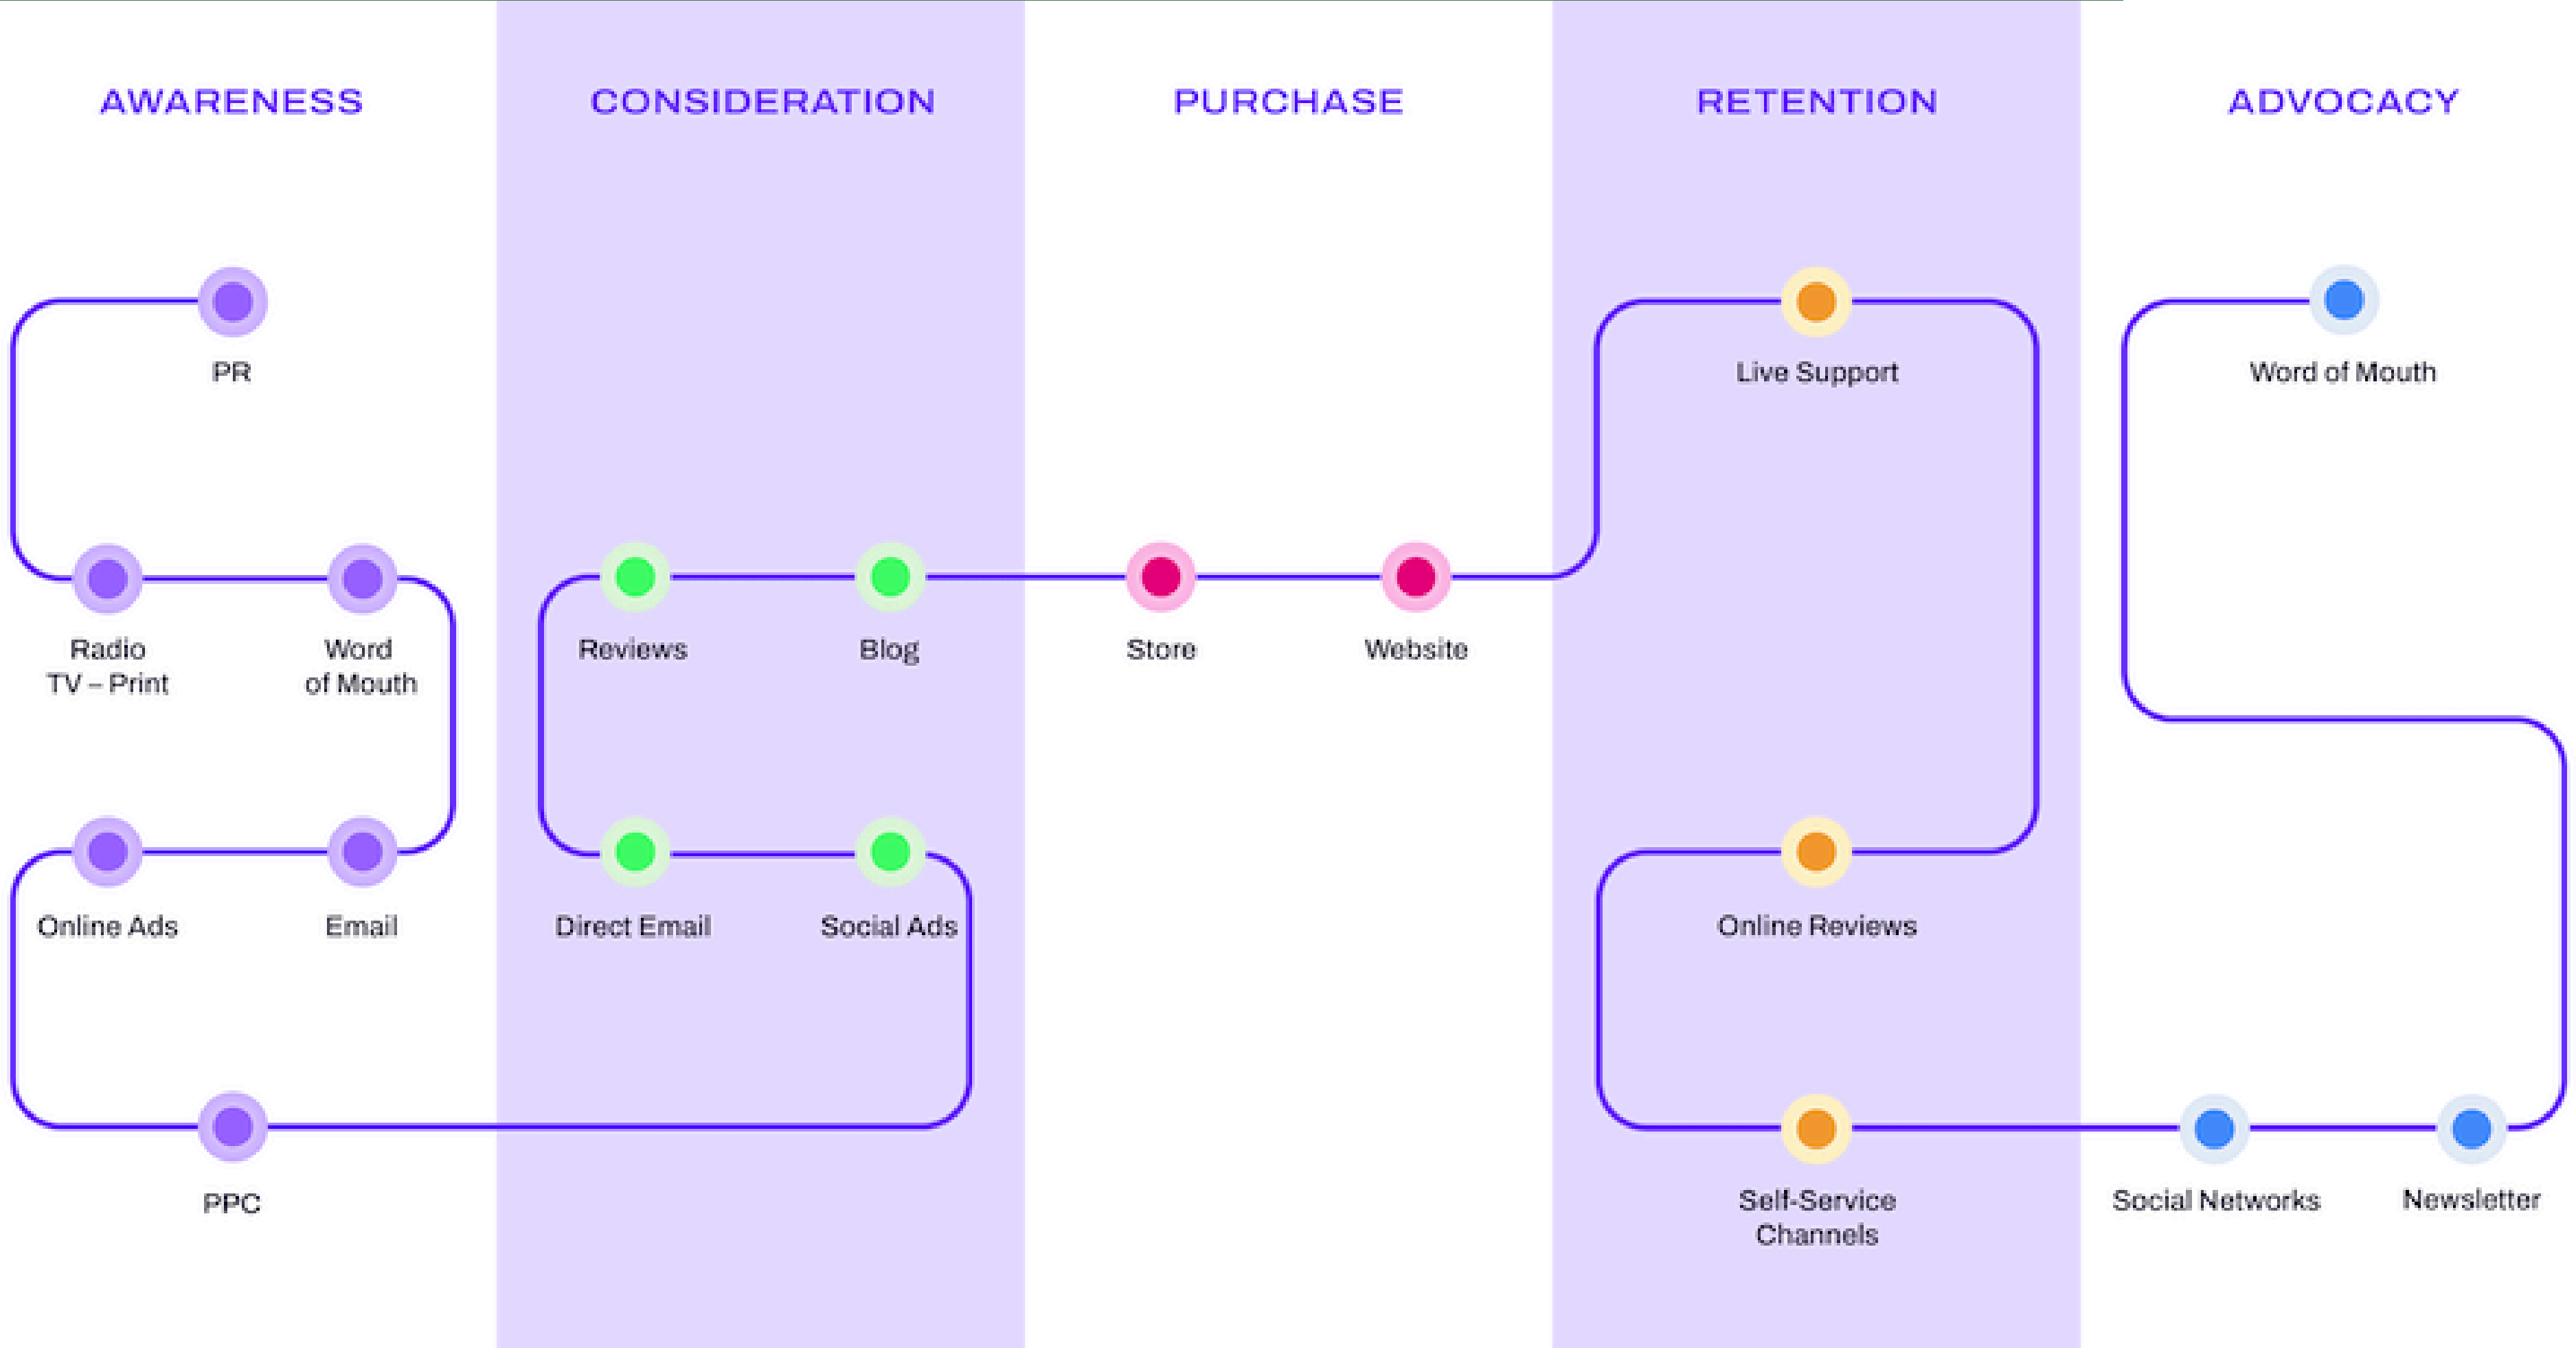 AWARENESS
CONSIDERATION
PURCHASE
RETENTION
ADVOCACY
PR
Live Support
Word of Mouth
Radio
TV – Print
Word
of Mouth
Reviews
Blog
Store
Website
Online Ads
Email
Direct Email
Social Ads
Online Reviews
PPC
Self-Service
Channels
Social Networks
Newsletter